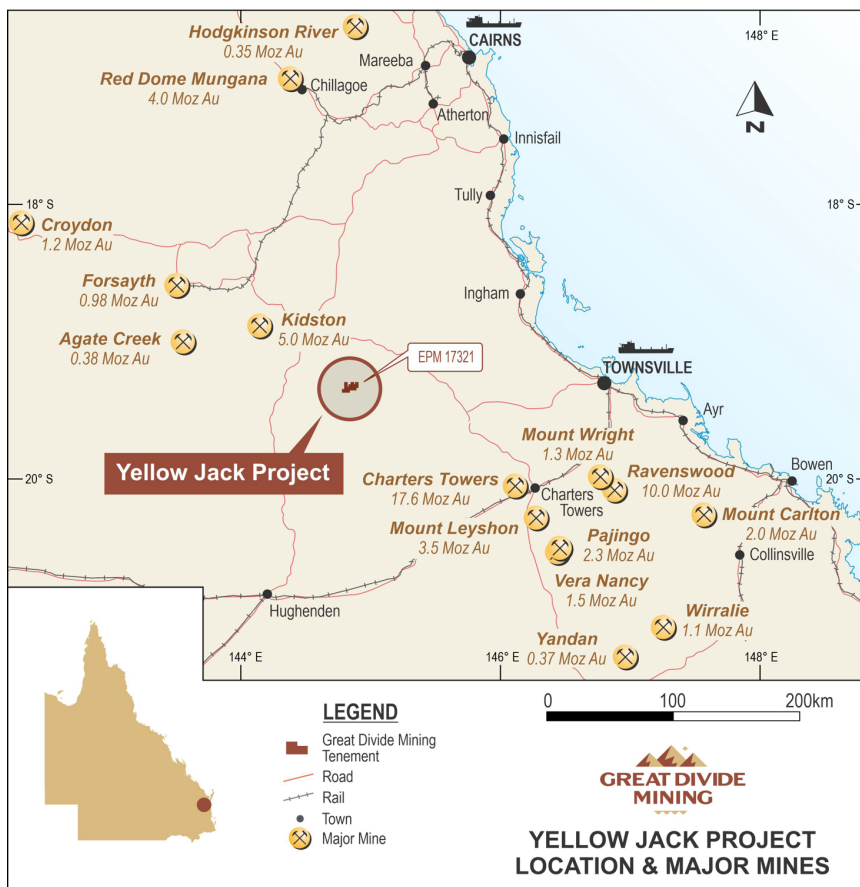 Hodgkinson River
0.35 Moz Au
CAIRNS
148° E
Mareeba
Red Dome Mungana
4.0 Moz Au
Chillagoe
Atherton
N
Innisfail
18° S
18° S
Tully
Croydon
1.2 Moz Au
Forsayth
0.98 Moz Au
Ingham
Kidston
5.0 Moz Au
Agate Creek
0.38 Moz Au
EPM 17321
TOWNSVILLE
Ayr
Yellow Jack Project
Mount Wright
1.3 Moz Au
Bowen
Charters Towers
17.6 Moz Au
Ravenswood
10.0 Moz Au
20° S
20° S
Charters
Towers
Mount Leyshon
3.5 Moz Au
Mount Carlton
2.0 Moz Au
Pajingo
2.3 Moz Au
Collinsville
Vera Nancy
1.5 Moz Au
Hughenden
Wirralie
1.1 Moz Au
Yandan
0.37 Moz Au
144° E
146° E
148° E
0
100
200km
LEGEND
Great Divide Mining
Tenement
Road
Rail
Town
Major Mine
GREAT DIVIDE
MINING
YELLOW JACK PROJECT
LOCATION & MAJOR MINES